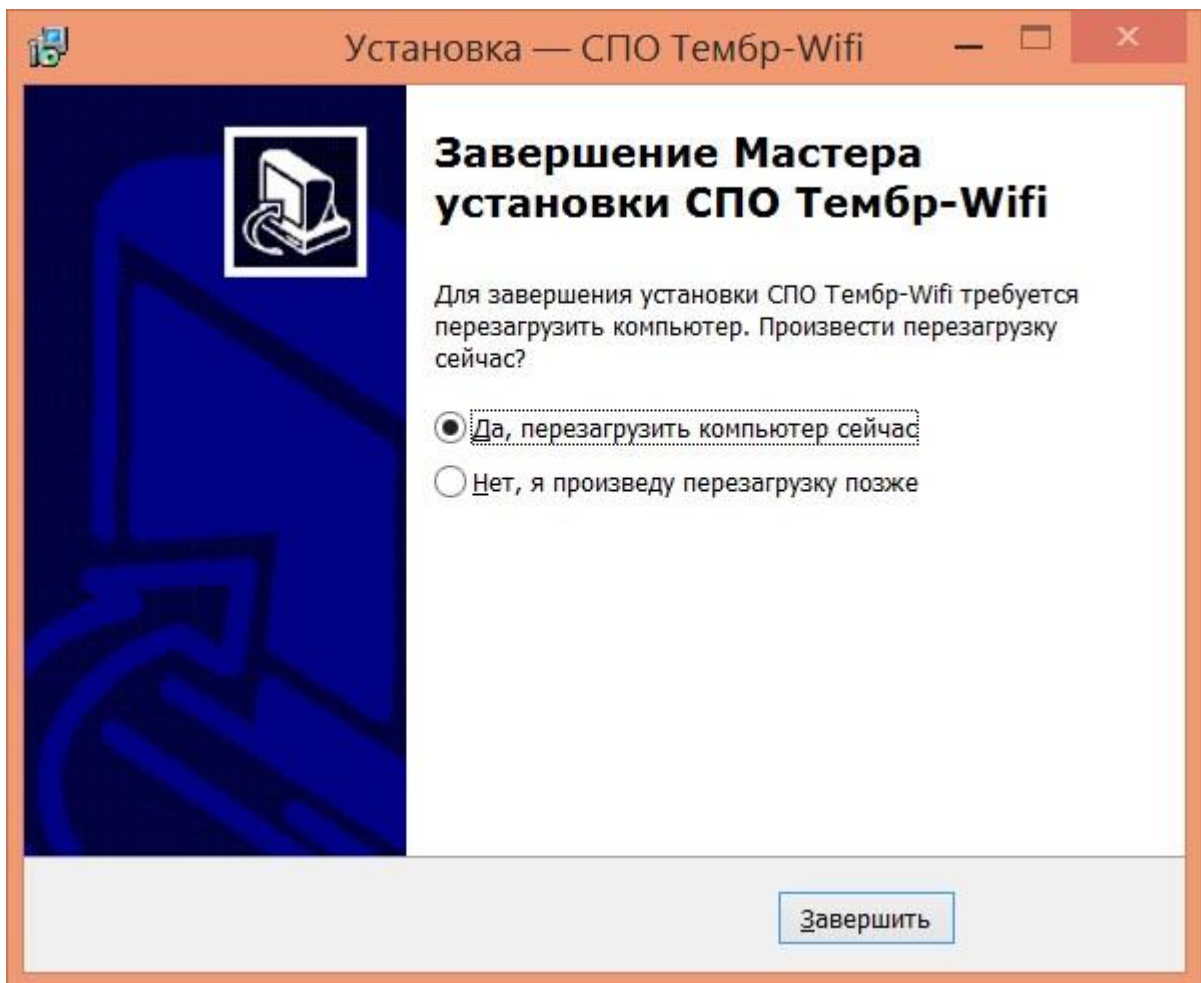 Установка — СПО Тембр-Wifi
Завершение Мастера
установки СПО Тембр-Wifi
Для завершения установки СПО Тембр-Wifi требуется
перезагрузить компьютер. Произвести перезагрузку
сейчас?
Да, перезагрузить компьютер сейчас
Нет, я произведу перезагрузку позже
Завершить